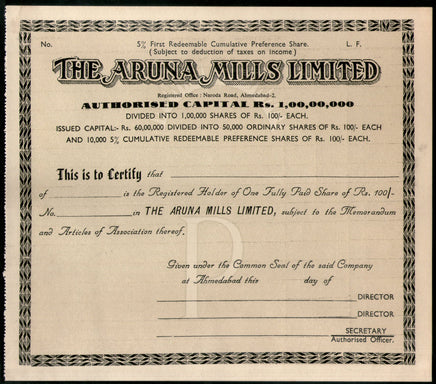 No. 5% First Redeemable Cumulative Preference Share. L. F.
(Subject to deduction of taxes on income)
THE ARUNA MILLS LIMITED
Registered Office : Naroda Road, Ahmedabad-2.
AUTHORISED CAPITAL Rs. 1,00,00,000
DIVIDED INTO 1,00,000 SHARES OF Rs. 100/- EACH.
ISSUED CAPITAL:- Rs. 60,00,000 DIVIDED INTO 50,000 ORDINARY SHARES OF Rs. 100/- EACH
AND 10,000 5% CUMULATIVE REDEEMABLE PREFERENCE SHARES OF Rs. 100/- EACH.
This is to Certify that
of is the Registered Holder of One Fully Paid Share of Rs. 100/-
No. in THE ARUNA MILLS LIMITED, subject to the Memorandum
and Articles of Association thereof.
Given under the Common Seal of the said Company
at Ahmedabad this day of
DIRECTOR
DIRECTOR
SECRETARY
Authorised Officer.